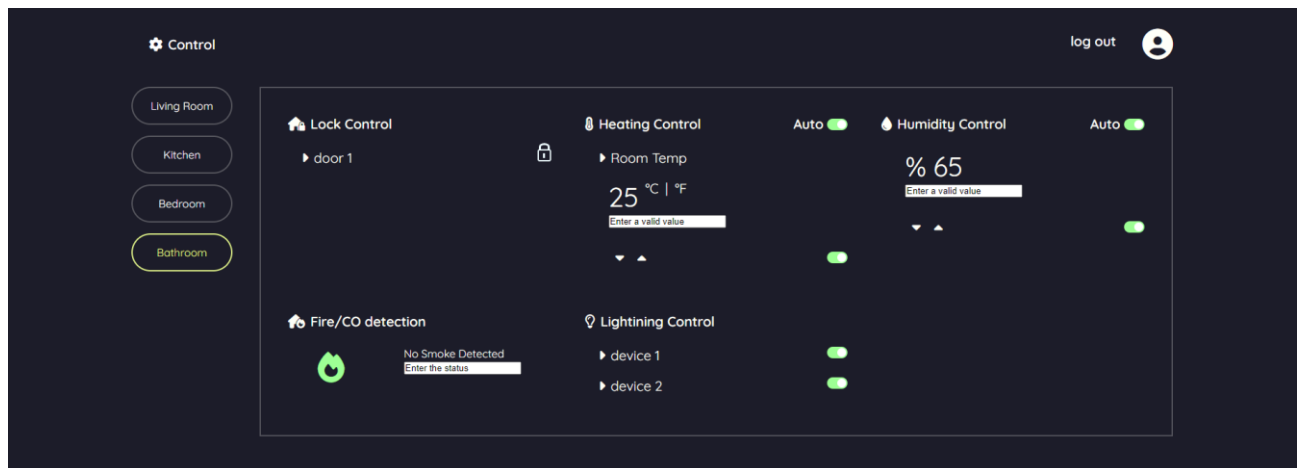 Control
log out
Living Room
Kitchen
Bedroom
Bathroom
Lock Control
door 1
Heating Control
Auto
Room Temp
25 °C | °F
Enter a valid value
Humidity Control
Auto
% 65
Enter a valid value
Fire/CO detection
No Smoke Detected
Enter the status
Lightining Control
device 1
device 2